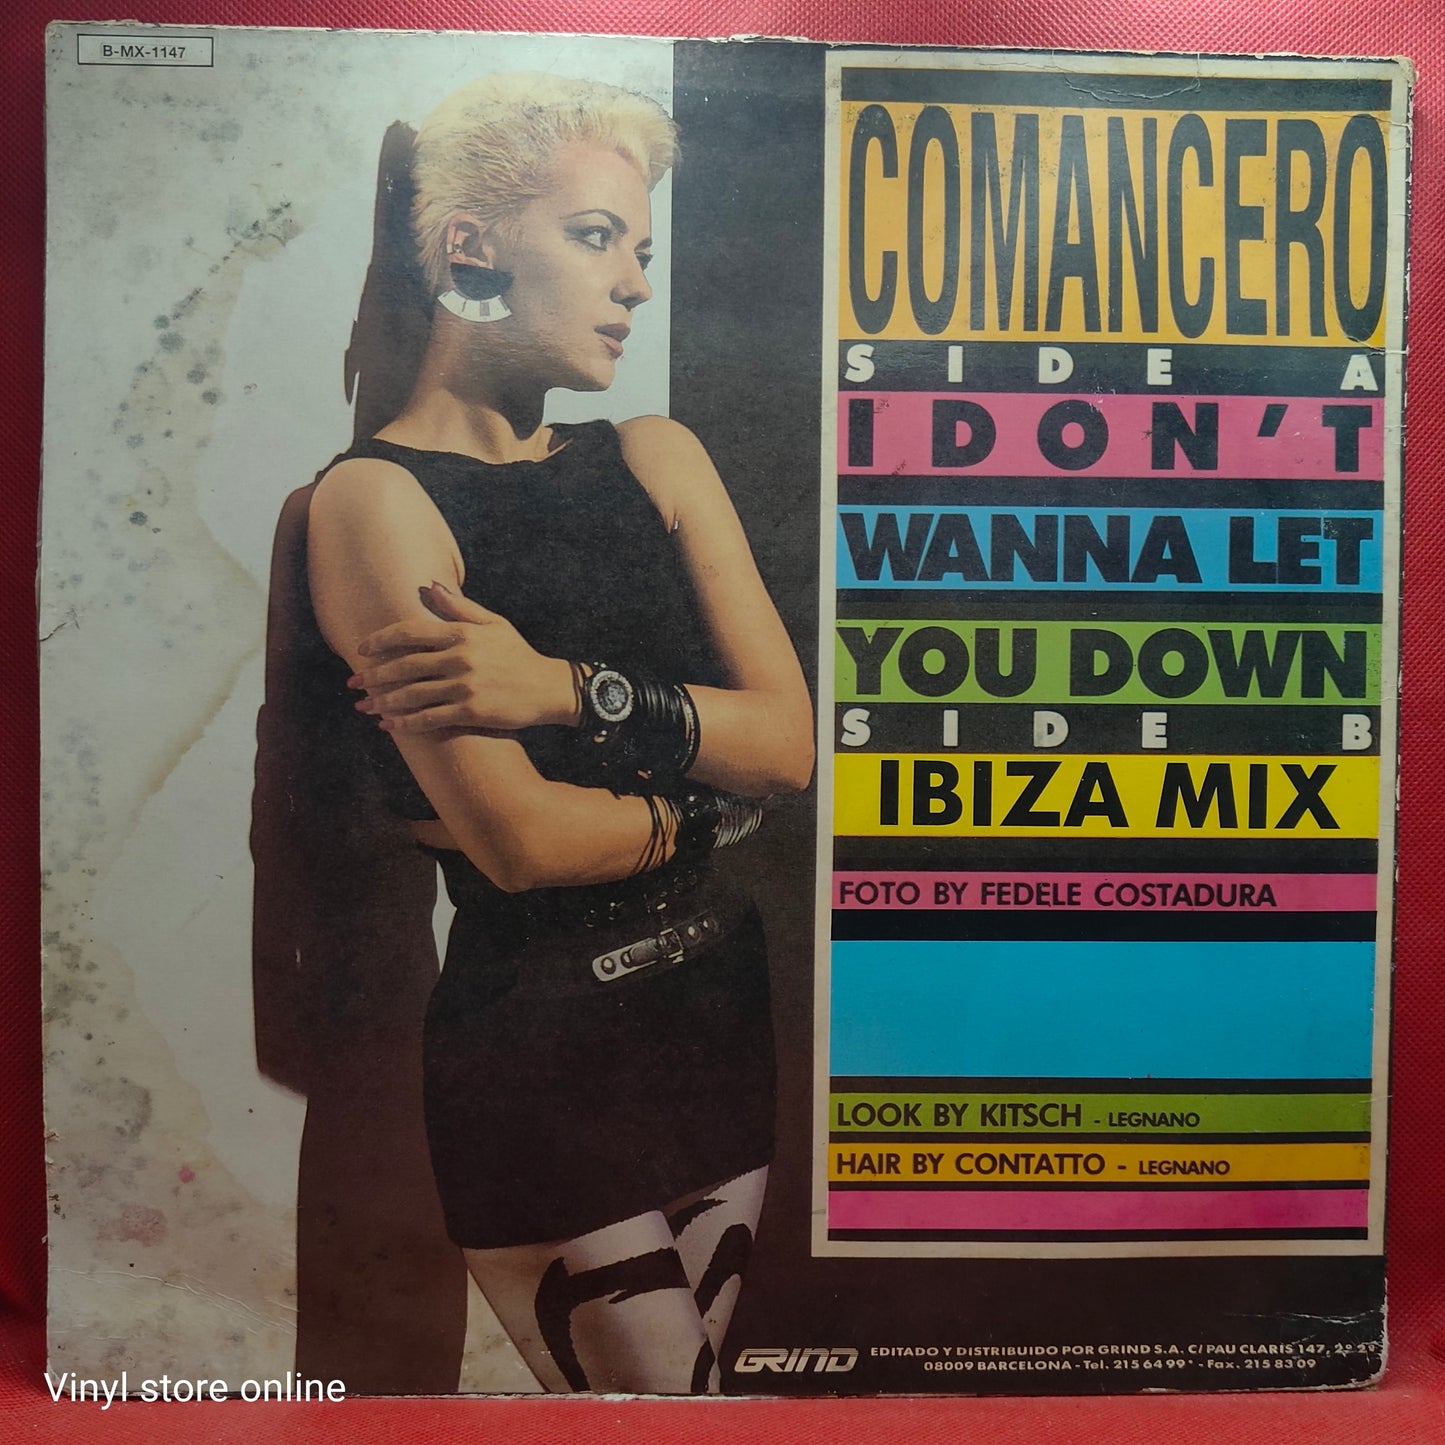 B-MX-1147
COMANCERO
SIDE A
I DON'T
WANNA LET
YOU DOWN
SIDE B
IBIZA MIX
FOTO BY FEDELE COSTADURA
LOOK BY KITSCH - LEGNANO
HAIR BY CONTATTO - LEGNANO
GRIND
EDITADO Y DISTRIBUIDO POR GRIND S.A. C/ PAU CLARIS 147, 2º 2ª
08009 BARCELONA - Tel. 215 64 99* - Fax. 215 83 09
Vinyl store online